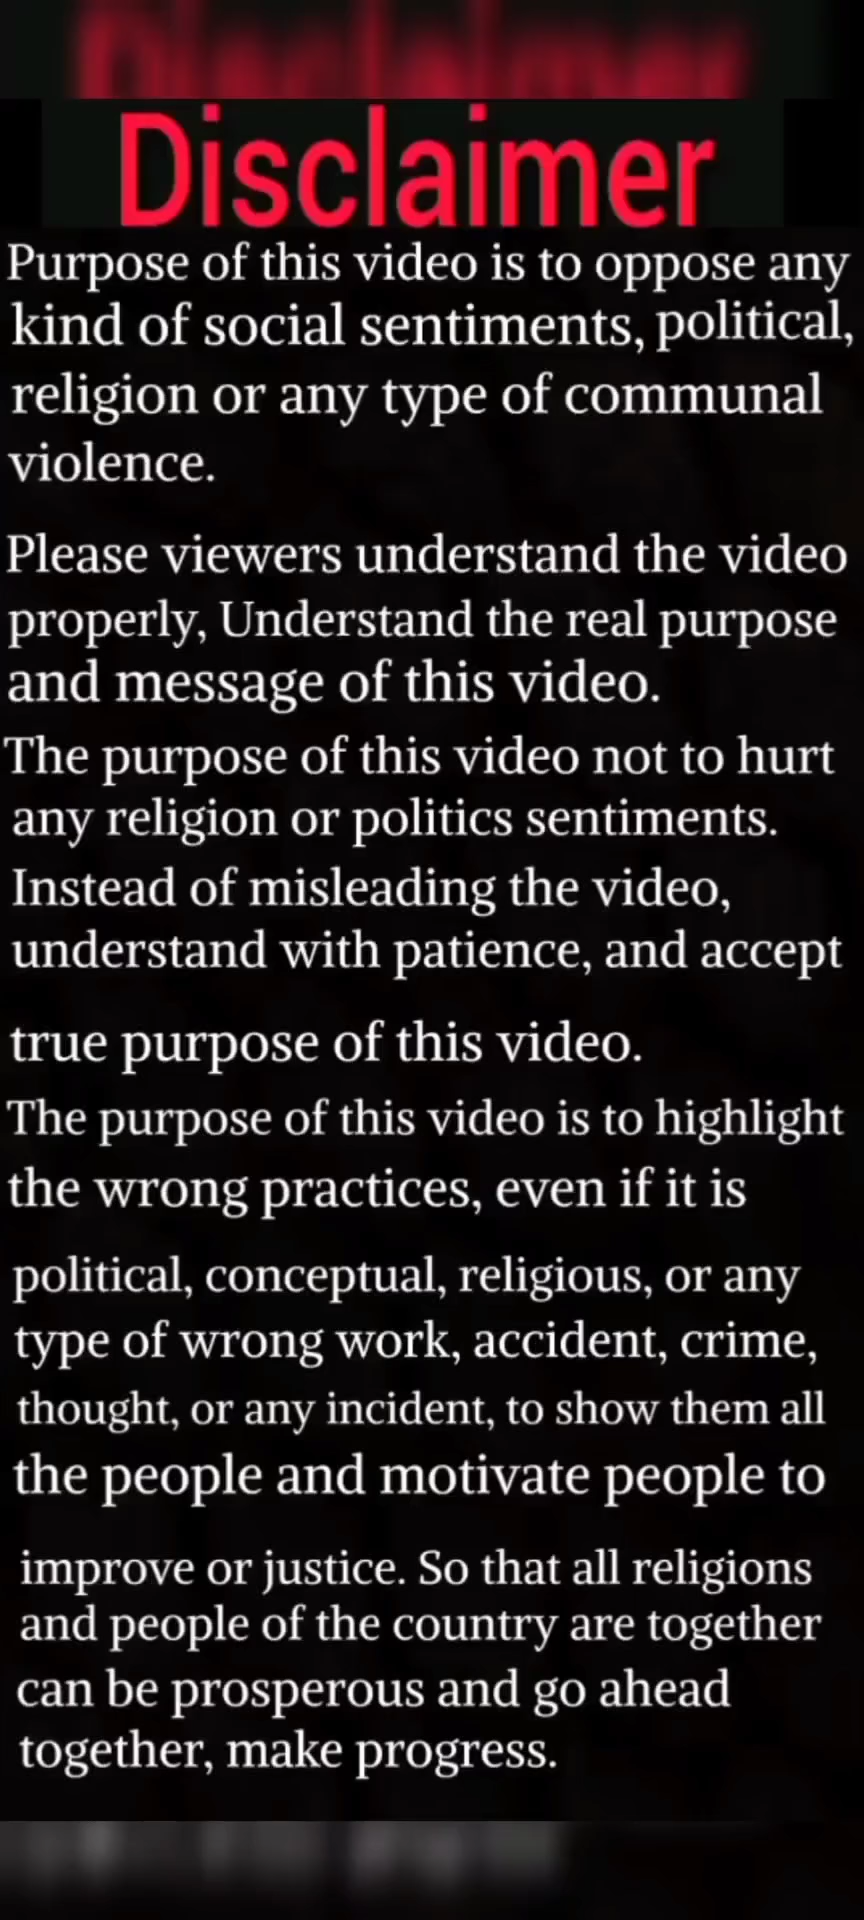 Disclaimer
Purpose of this video is to oppose any
kind of social sentiments, political,
religion or any type of communal
violence.
Please viewers understand the video
properly, Understand the real purpose
and message of this video.
The purpose of this video not to hurt
any religion or politics sentiments.
Instead of misleading the video,
understand with patience, and accept
true purpose of this video.
The purpose of this video is to highlight
the wrong practices, even if it is
political, conceptual, religious, or any
type of wrong work, accident, crime,
thought, or any incident, to show them all
the people and motivate people to
improve or justice. So that all religions
and people of the country are together
can be prosperous and go ahead
together, make progress.